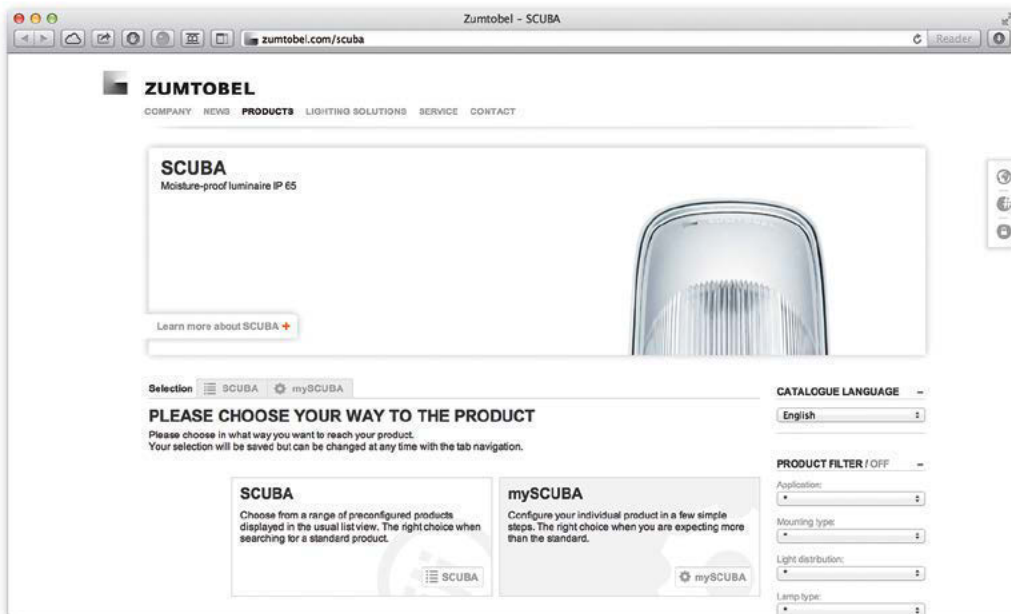 Zumtobel – SCUBA
zumtobel.com/scuba
Reader
ZUMTOBEL
COMPANY NEWS PRODUCTS LIGHTING SOLUTIONS SERVICE CONTACT
SCUBA
Moisture-proof luminaire IP 65
Learn more about SCUBA +
Selection SCUBA mySCUBA
PLEASE CHOOSE YOUR WAY TO THE PRODUCT
Please choose in what way you want to reach your product.
Your selection will be saved but can be changed at any time with the tab navigation.
SCUBA
Choose from a range of preconfigured products
displayed in the usual list view. The right choice when
searching for a standard product.
SCUBA
mySCUBA
Configure your individual product in a few simple
steps. The right choice when you are expecting more
than the standard.
mySCUBA
CATALOGUE LANGUAGE –
English
PRODUCT FILTER / OFF –
Application:
*
Mounting type:
*
Light distribution:
*
Lamp type:
*